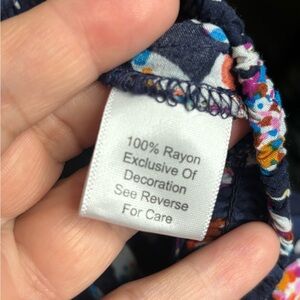 100% Rayon
Exclusive Of
Decoration
See Reverse
For Care